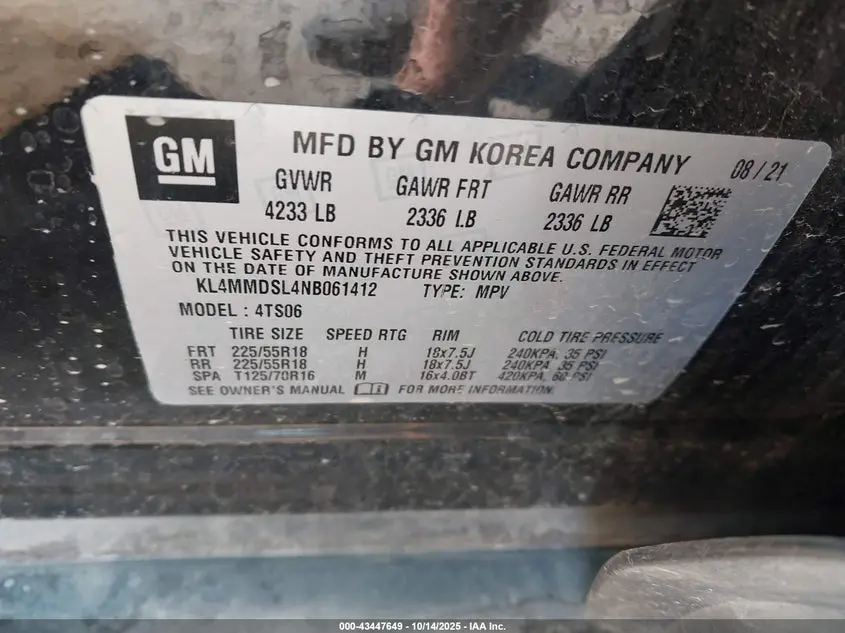 GM
MFD BY GM KOREA COMPANY 08/21
GVWR GAWR FRT GAWR RR
4233 LB 2336 LB 2336 LB
THIS VEHICLE CONFORMS TO ALL APPLICABLE U.S. FEDERAL MOTOR
VEHICLE SAFETY AND THEFT PREVENTION STANDARDS IN EFFECT
ON THE DATE OF MANUFACTURE SHOWN ABOVE.
KL4MMDSL4NB061412 TYPE: MPV
MODEL : 4TS06
TIRE SIZE SPEED RTG RIM COLD TIRE PRESSURE
FRT 225/55R18 H 18x7.5J 240KPA, 35 PSI
RR 225/55R18 H 18x7.5J 240KPA, 35 PSI
SPA T125/70R16 M 16x4.0BT 420KPA, 60 PSI
SEE OWNER'S MANUAL FOR MORE INFORMATION.
000-43447649 - 10/14/2025 - IAA Inc.